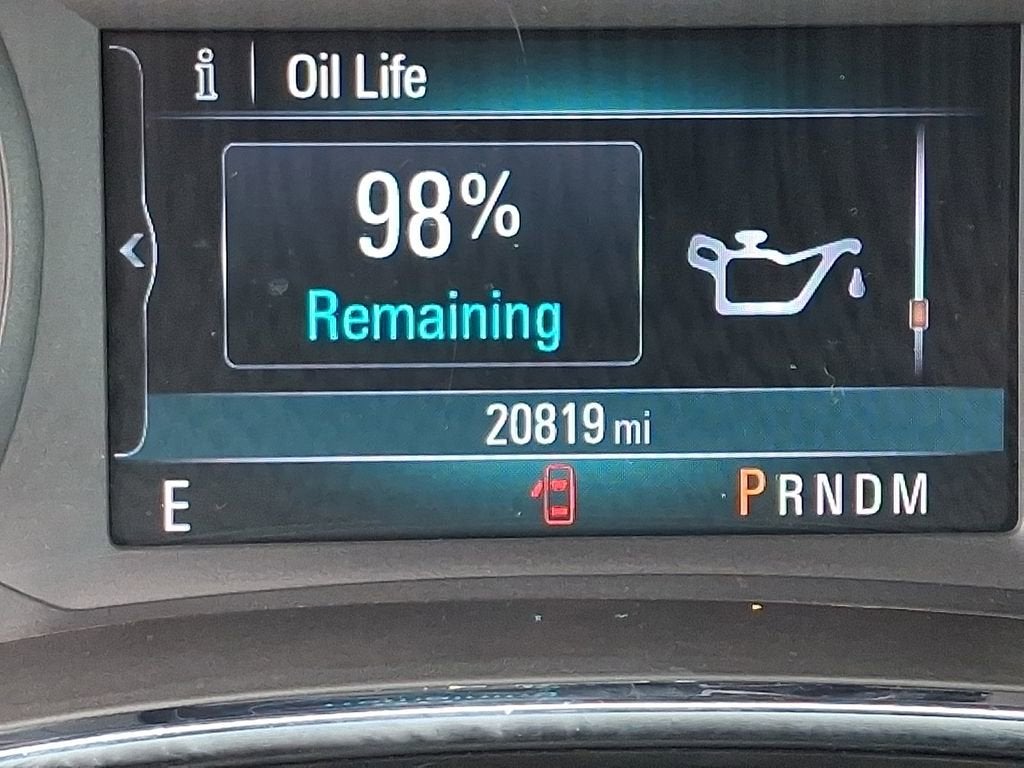 i | Oil Life
98%
Remaining
20819 mi
E PRNDM